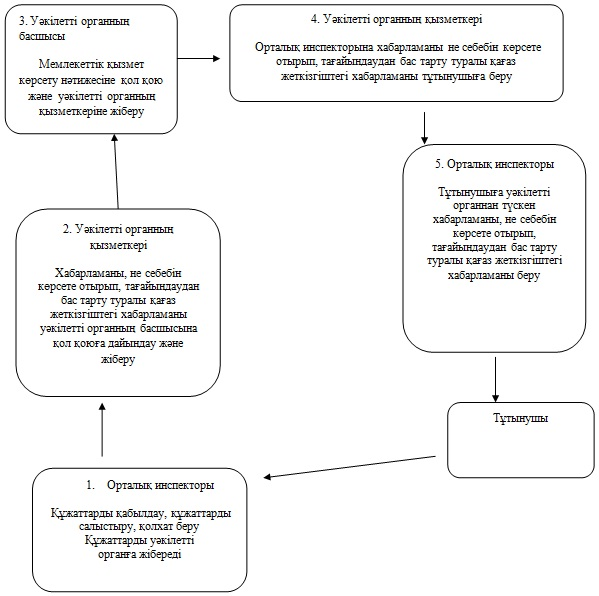 3. Уәкілетті органның
басшысы
Мемлекеттік қызмет
көрсету нәтижесіне қол қою
және уәкілетті органның
қызметкеріне жіберу
4. Уәкілетті органның қызметкері
Орталық инспекторына хабарламаны не себебін көрсете
отырып, тағайындаудан бас тарту туралы қағаз
жеткізгіштегі хабарламаны тұтынушыға беру
5. Орталық инспекторы
Тұтынушыға уәкілетті
органнан түскен
хабарламаны, не себебін
көрсете отырып,
тағайындаудан бас тарту
туралы қағаз жеткізгіштегі
хабарламаны беру
2. Уәкілетті органның
қызметкері
Хабарламаны, не себебін
көрсете отырып, тағайындаудан
бас тарту туралы қағаз
жеткізгіштегі хабарламаны
уәкілетті органның басшысына
қол қоюға дайындау және
жіберу
Тұтынушы
1. Орталық инспекторы
Құжаттарды қабылдау, құжаттарды
салыстыру, қолхат беру
Құжаттарды уәкілетті
органға жібереді